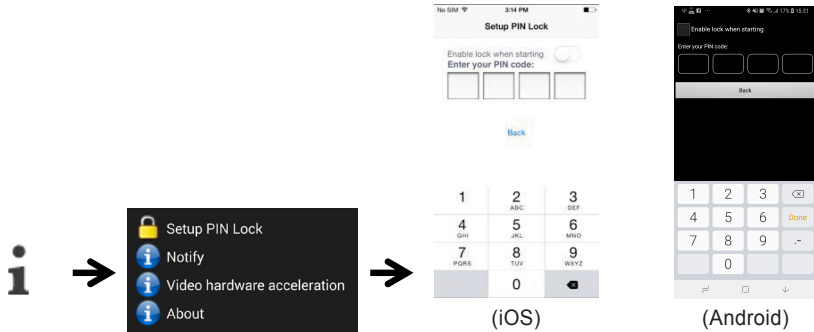 i
Setup PIN Lock
Notify
Video hardware acceleration
About
No SIM 3:14 PM
Setup PIN Lock
Enable lock when starting
Enter your PIN code:
Back
1 2 3
ABC DEF
4 5 6
GHI JKL MNO
7 8 9
PQRS TUV WXYZ
0
(iOS)
17% 15:31
Enable lock when starting
Enter your PIN code:
Back
1 2 3
4 5 6 Done
7 8 9 .-
0
(Android)